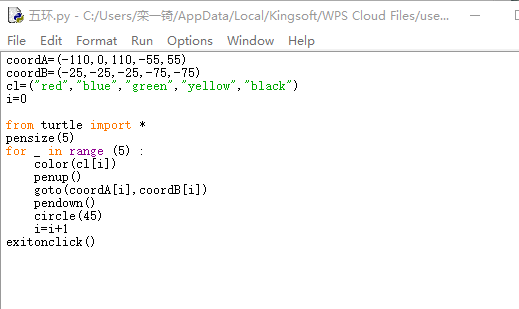 五环.py - C:/Users/栾一锜/AppData/Local/Kingsoft/WPS Cloud Files/use...
File Edit Format Run Options Window Help
coordA=(-110,0,110,-55,55)
coordB=(-25,-25,-25,-75,-75)
cl=("red","blue","green","yellow","black")
i=0
from turtle import *
pensize(5)
for _ in range (5) :
    color(cl[i])
    penup()
    goto(coordA[i],coordB[i])
    pendown()
    circle(45)
    i=i+1
exitonclick()